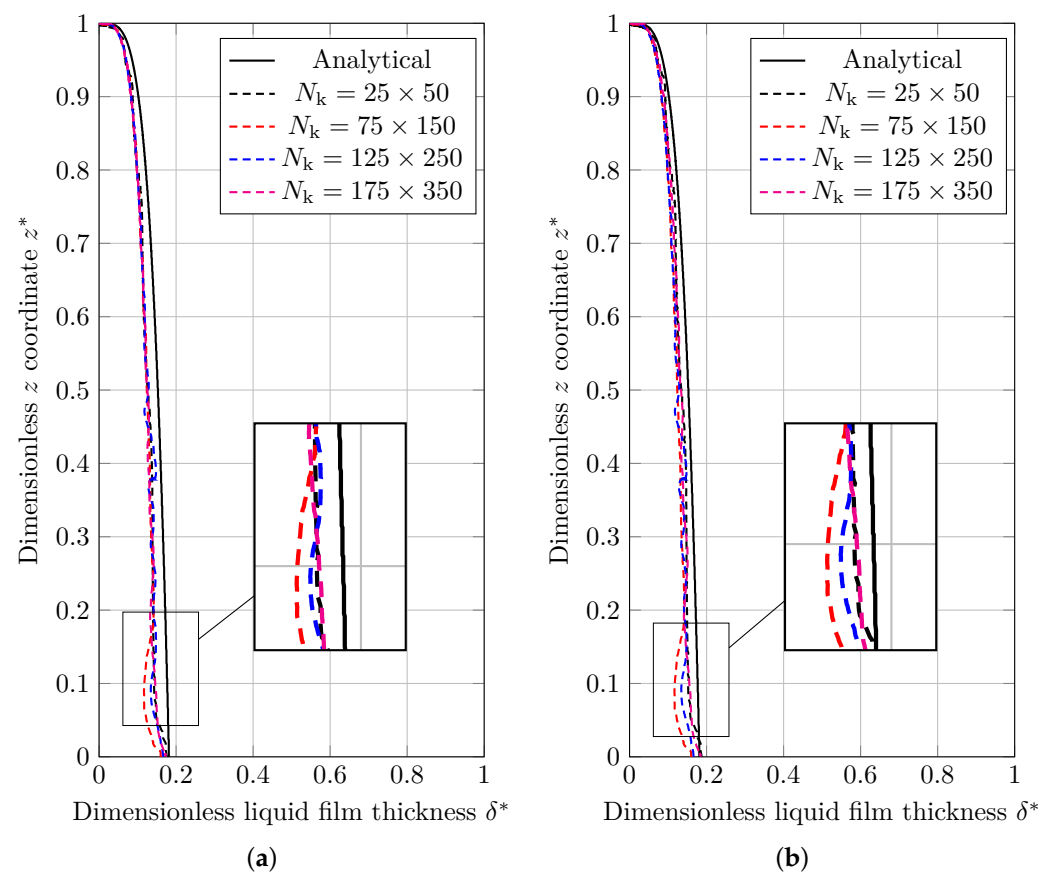 Analytical
N_k = 25 × 50
N_k = 75 × 150
N_k = 125 × 250
N_k = 175 × 350
1
0.9
0.8
0.7
0.6
0.5
0.4
0.3
0.2
0.1
0
0 0.2 0.4 0.6 0.8 1
Dimensionless z coordinate z*
Dimensionless liquid film thickness δ*
(a)
Analytical
N_k = 25 × 50
N_k = 75 × 150
N_k = 125 × 250
N_k = 175 × 350
1
0.9
0.8
0.7
0.6
0.5
0.4
0.3
0.2
0.1
0
0 0.2 0.4 0.6 0.8 1
Dimensionless z coordinate z*
Dimensionless liquid film thickness δ*
(b)